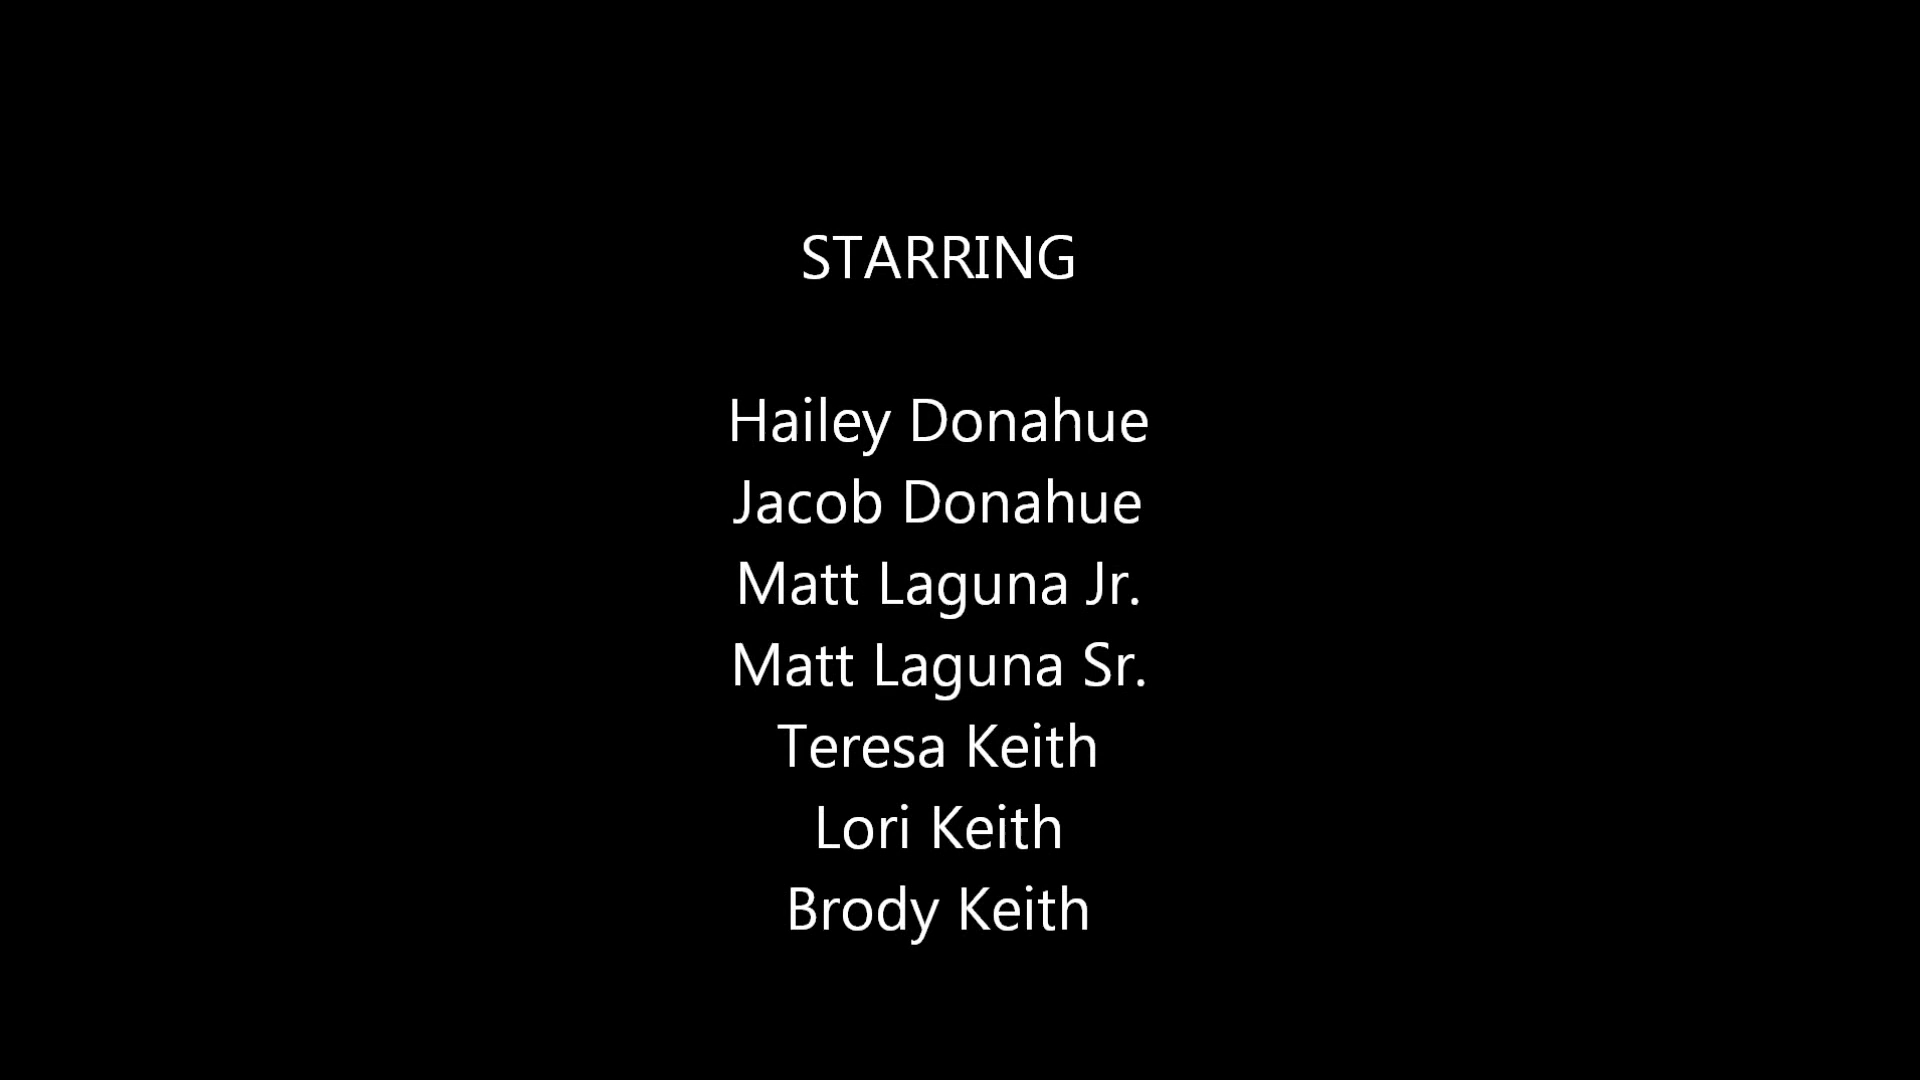 STARRING
Hailey Donahue
Jacob Donahue
Matt Laguna Jr.
Matt Laguna Sr.
Teresa Keith
Lori Keith
Brody Keith